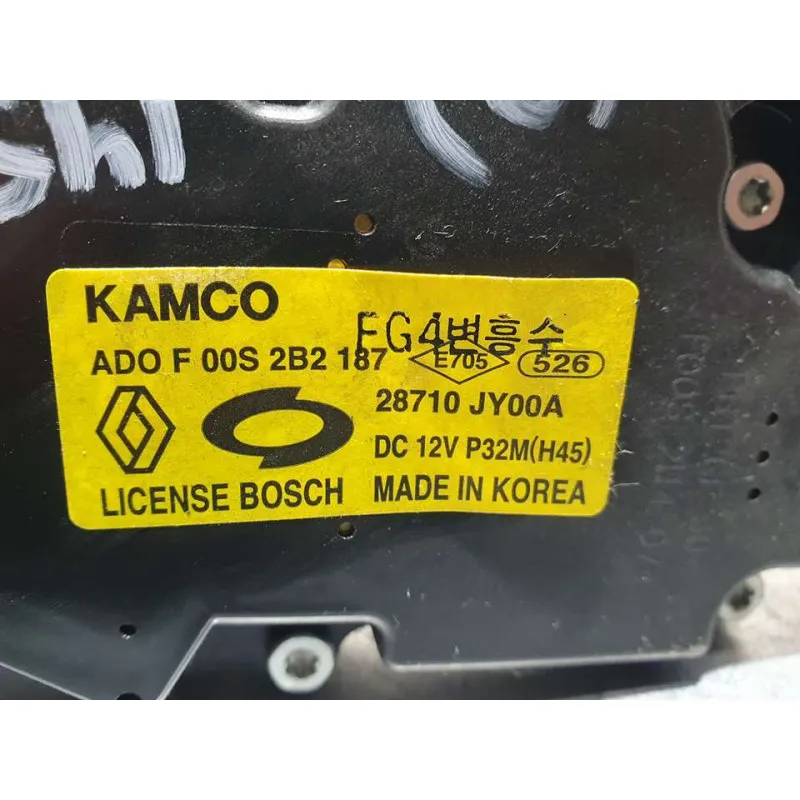 KAMCO
FG4변흥수
ADO F 00S 2B2 187
E705
526
28710 JY00A
DC 12V P32M(H45)
LICENSE BOSCH
MADE IN KOREA